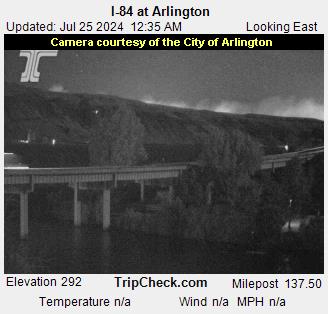 I-84 at Arlington
Updated: Jul 25 2024 12:35 AM Looking East
Camera courtesy of the City of Arlington
Elevation 292 TripCheck.com Milepost 137.50
Temperature n/a Wind n/a MPH n/a